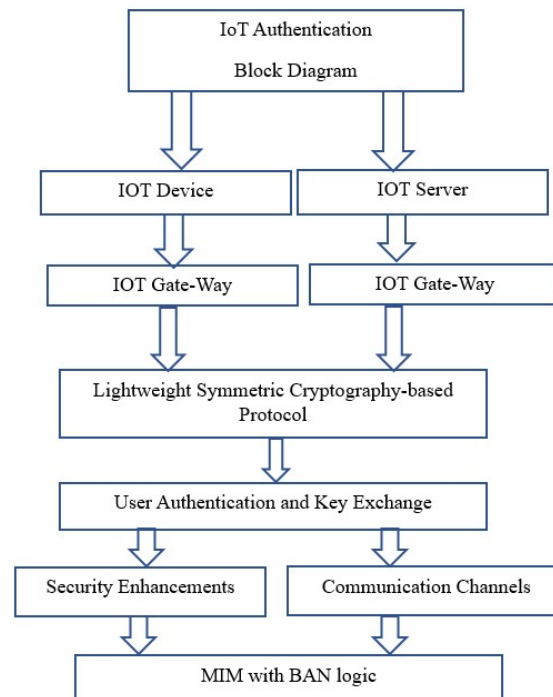 IoT Authentication
Block Diagram
IOT Device
IOT Server
IOT Gate-Way
IOT Gate-Way
Lightweight Symmetric Cryptography-based
Protocol
User Authentication and Key Exchange
Security Enhancements
Communication Channels
MIM with BAN logic